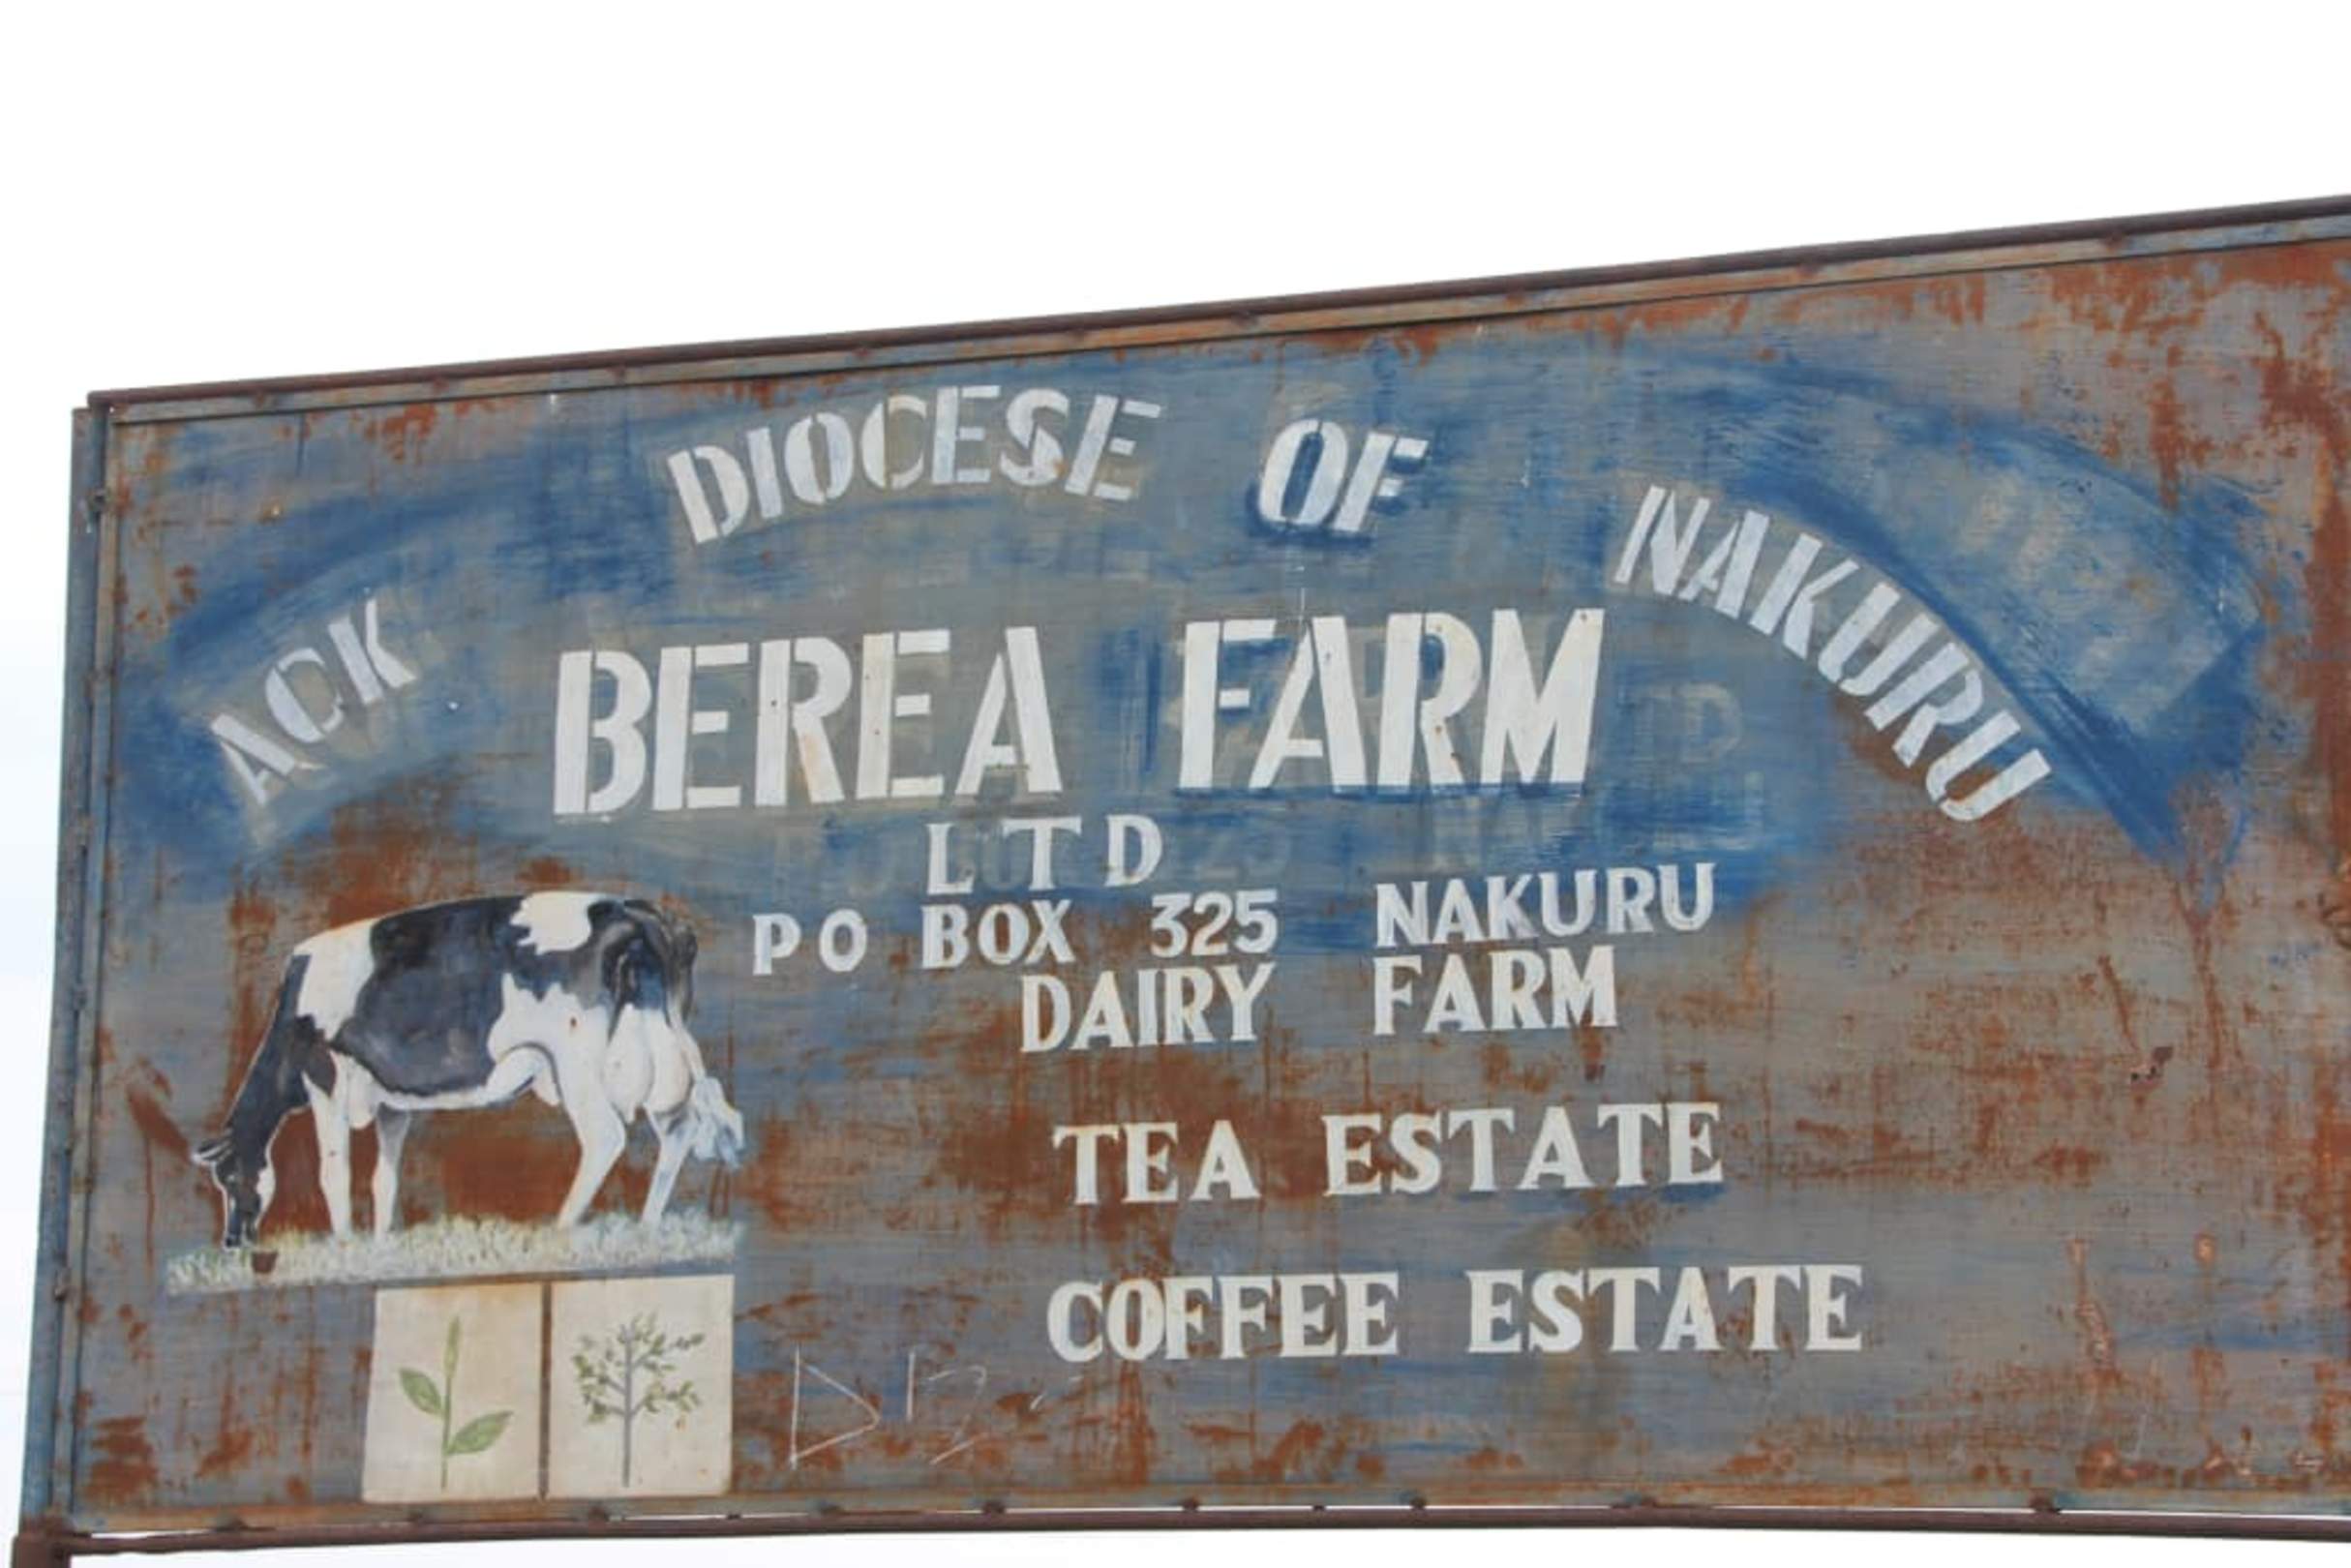 ACK DIOCESE OF NAKURU
BEREA FARM
LTD
PO BOX 325 NAKURU
DAIRY FARM
TEA ESTATE
COFFEE ESTATE